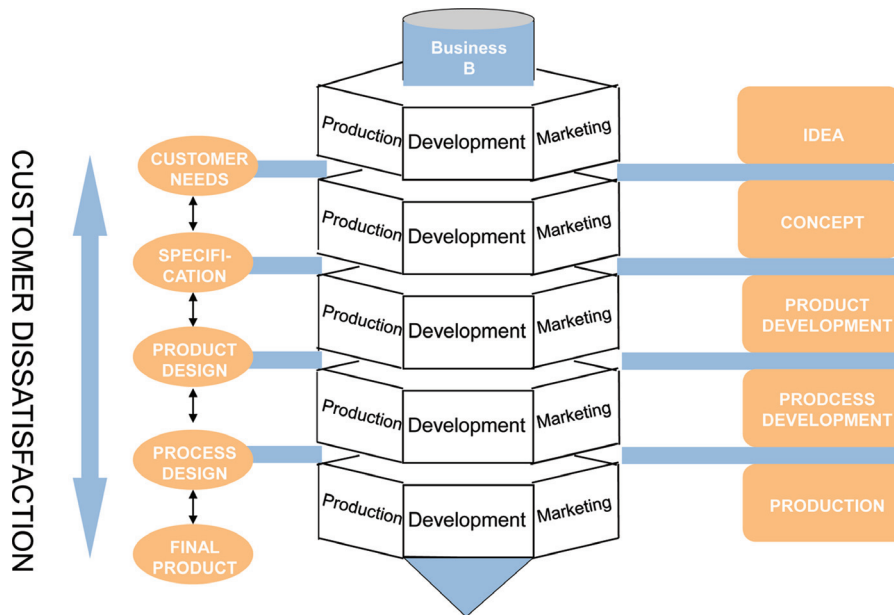 Business
B
Production
Development
Marketing
IDEA
CUSTOMER
NEEDS
Production
Development
Marketing
CONCEPT
SPECIFI-
CATION
Production
Development
Marketing
PRODUCT
DEVELOPMENT
PRODUCT
DESIGN
Production
Development
Marketing
PRODCESS
DEVELOPMENT
PROCESS
DESIGN
Production
Development
Marketing
PRODUCTION
FINAL
PRODUCT
CUSTOMER DISSATISFACTION